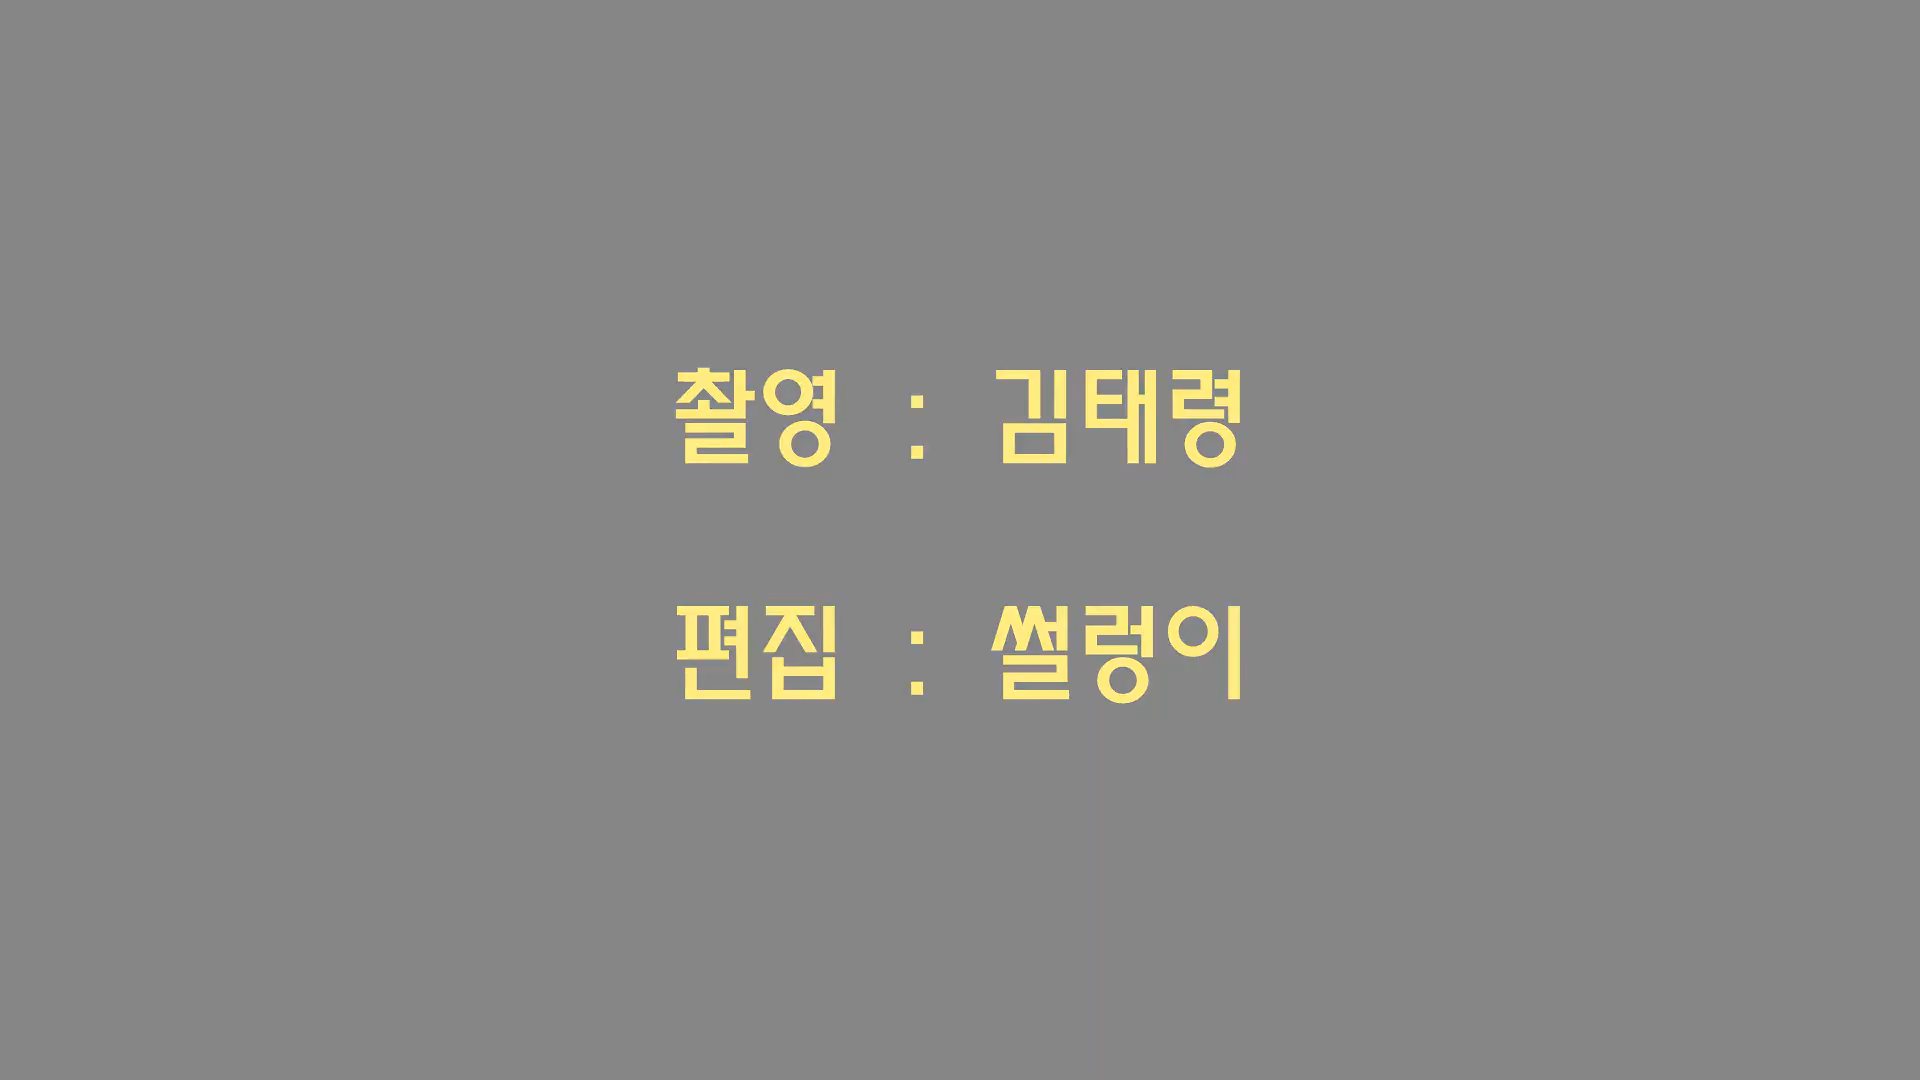 촬영 : 김태령
편집 : 썰렁이